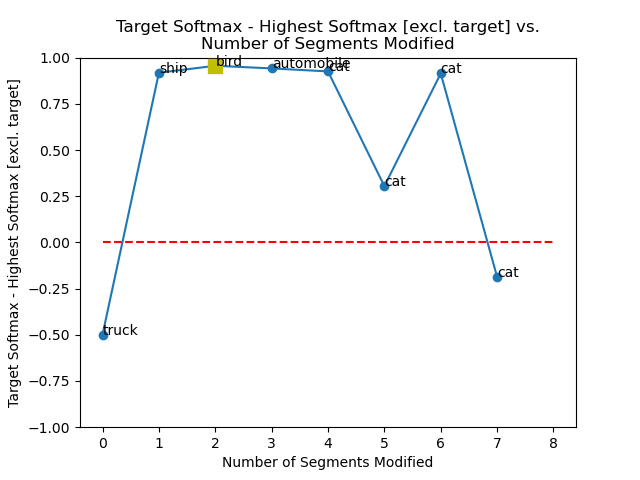 Target Softmax - Highest Softmax [excl. target] vs.
Number of Segments Modified
Target Softmax - Highest Softmax [excl. target]
1.00
0.75
0.50
0.25
0.00
−0.25
−0.50
−0.75
−1.00
truck
ship
bird
automobile
cat
cat
cat
cat
0 1 2 3 4 5 6 7 8
Number of Segments Modified